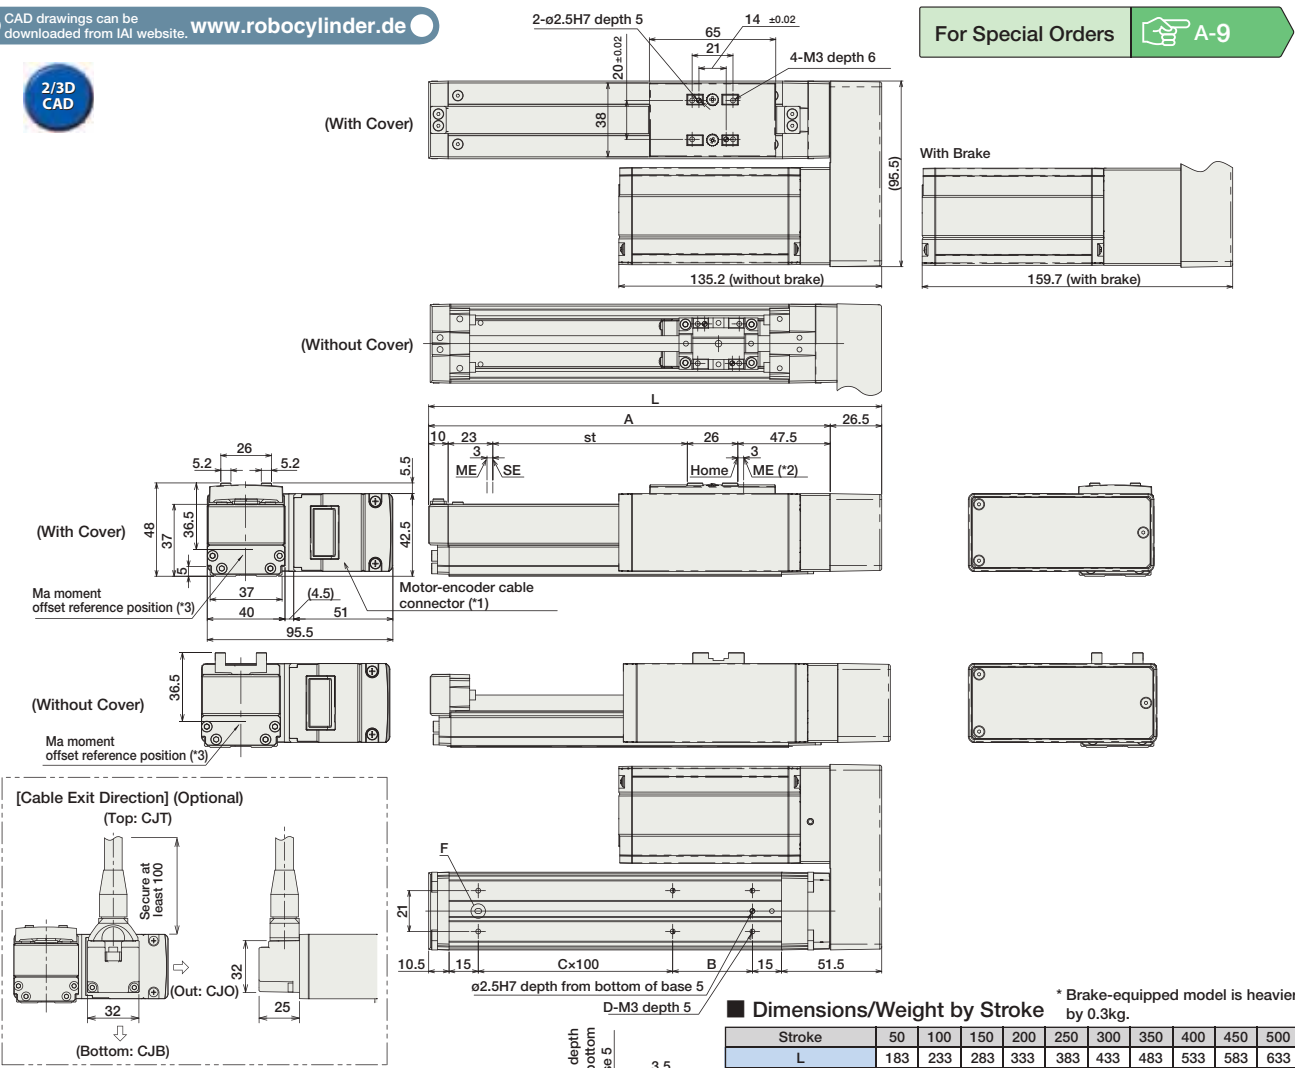 CAD drawings can be
downloaded from IAI website. www.robocylinder.de
For Special Orders A-9
2/3D
CAD
2-ø2.5H7 depth 5
14 ±0.02
65
21
4-M3 depth 6
20±0.02
38
(With Cover)
(95.5)
With Brake
135.2 (without brake)
159.7 (with brake)
(Without Cover)
L
A
26.5
10
23
st
26
47.5
3
3
ME
SE
Home
ME (*2)
26
5.2
5.2
5.5
(With Cover)
48
37
36.5
5
42.5
Ma moment
offset reference position (*3)
37
(4.5)
40
51
95.5
Motor-encoder cable
connector (*1)
36.5
(Without Cover)
Ma moment
offset reference position (*3)
[Cable Exit Direction] (Optional)
(Top: CJT)
Secure at
least 100
32
(Out: CJO)
32
25
(Bottom: CJB)
F
21
10.5
15
C×100
B
15
51.5
ø2.5H7 depth from bottom of base 5
D-M3 depth 5
depth
3.5
■ Dimensions/Weight by Stroke
* Brake-equipped model is heavier
by 0.3kg.
Stroke 50 100 150 200 250 300 350 400 450 500
L 183 233 283 333 383 433 483 533 583 633